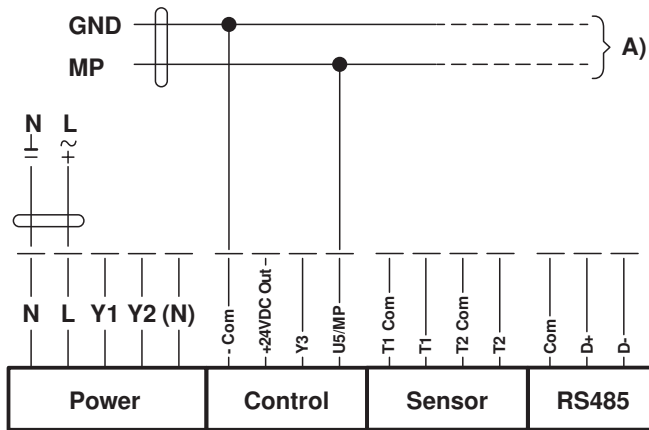 GND
MP
A)
N L
N L Y1 Y2 (N)
- Com
+24VDC Out
Y3
U5/MP
T1 Com
T1
T2 Com
T2
Com
D+
D-
Power Control Sensor RS485